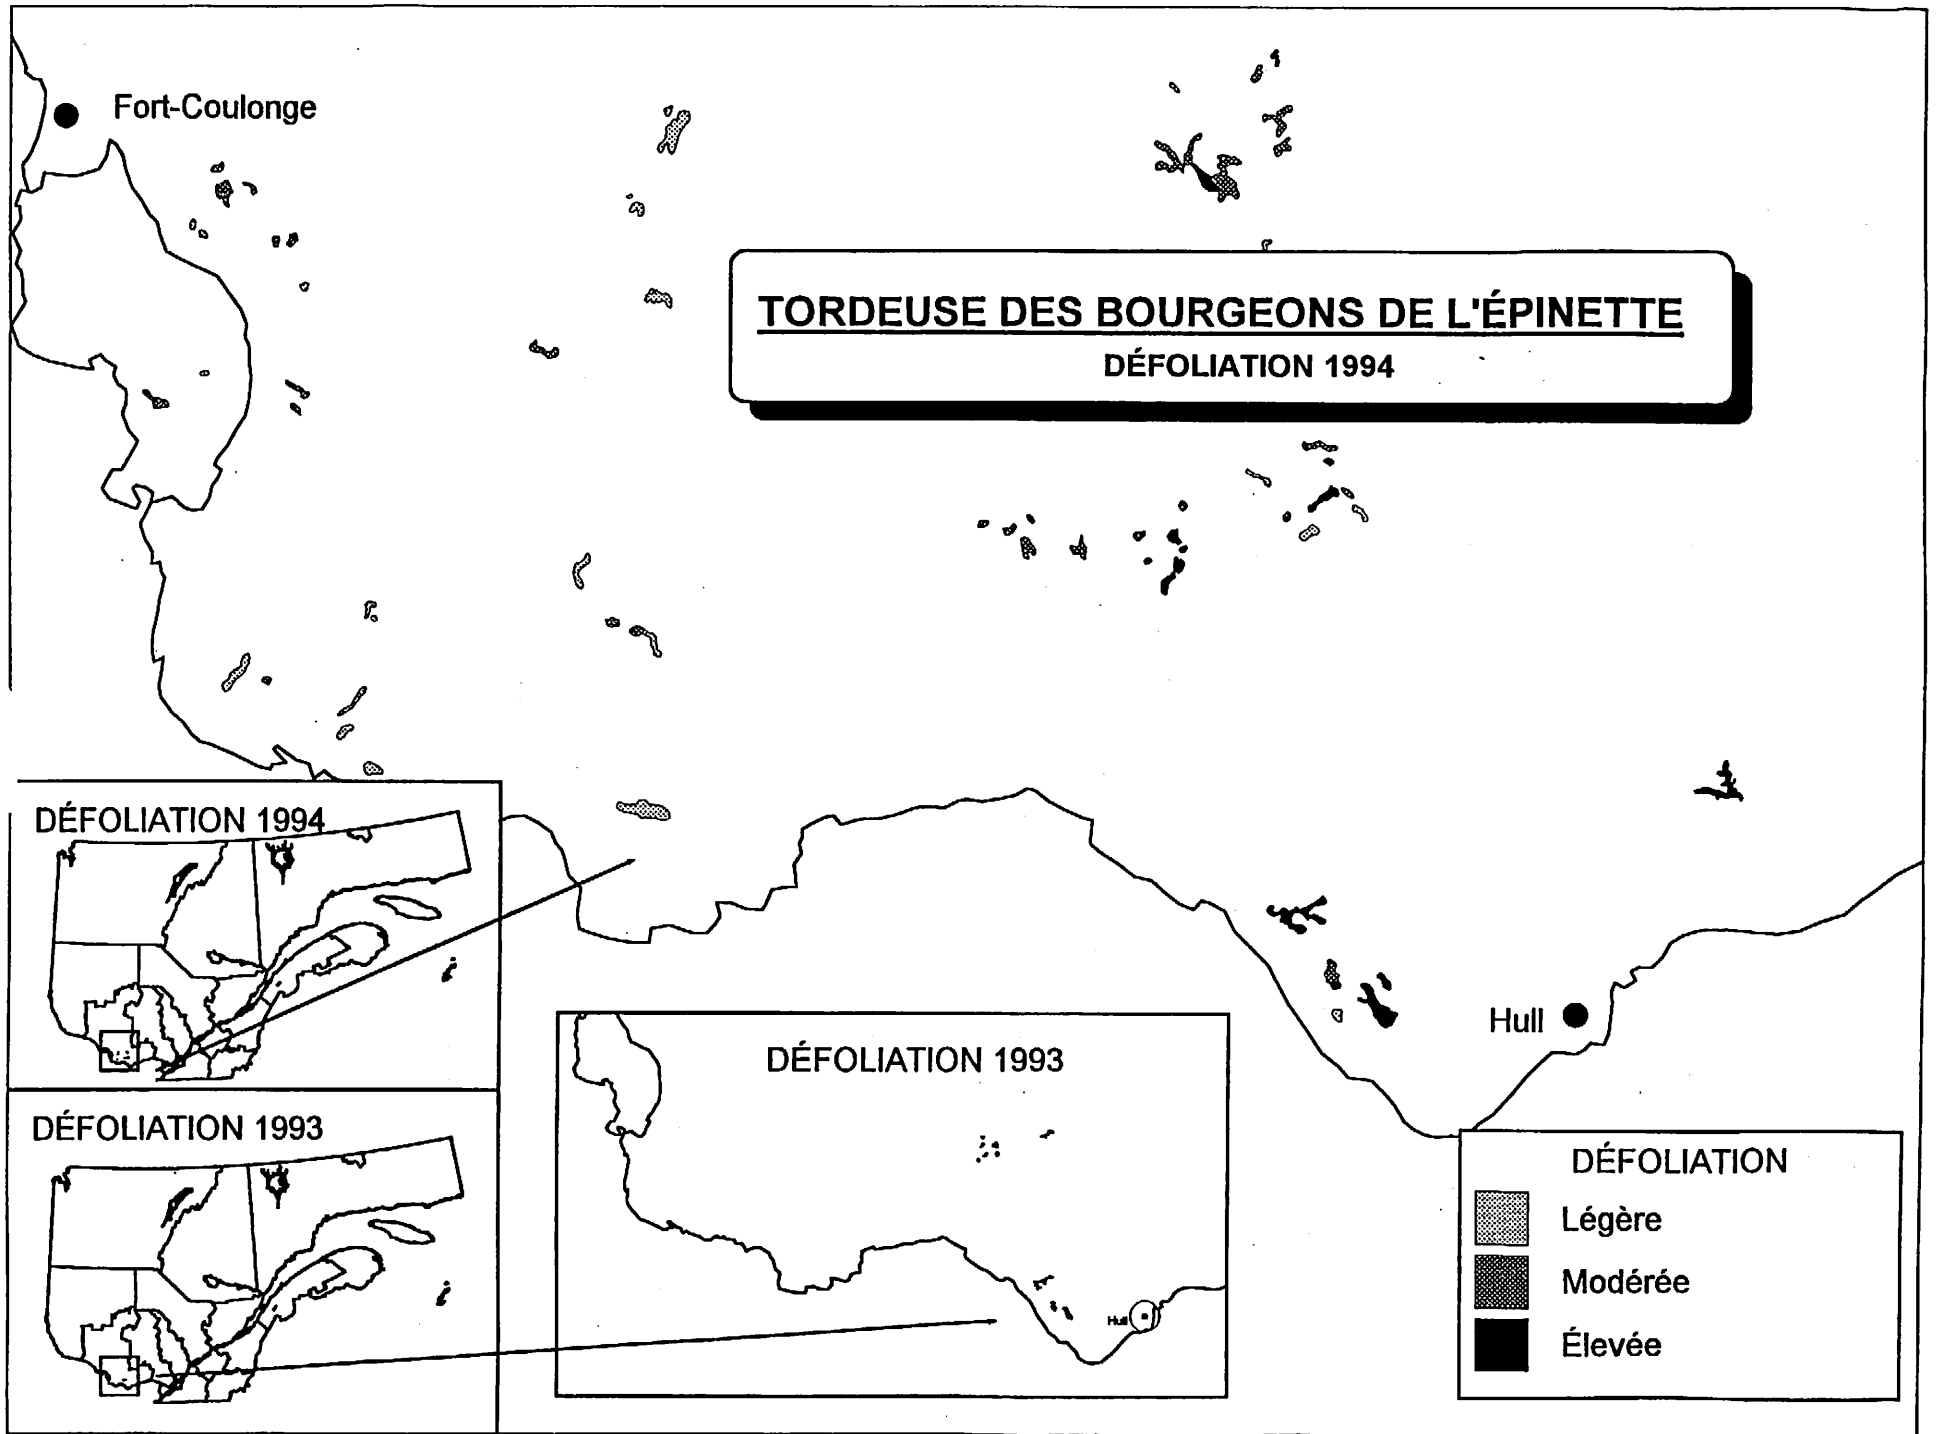 Fort-Coulonge
TORDEUSE DES BOURGEONS DE L'ÉPINETTE
DÉFOLIATION 1994
DÉFOLIATION 1994
Hull
DÉFOLIATION 1993
DÉFOLIATION 1993
Hull
DÉFOLIATION
Légère
Modérée
Élevée